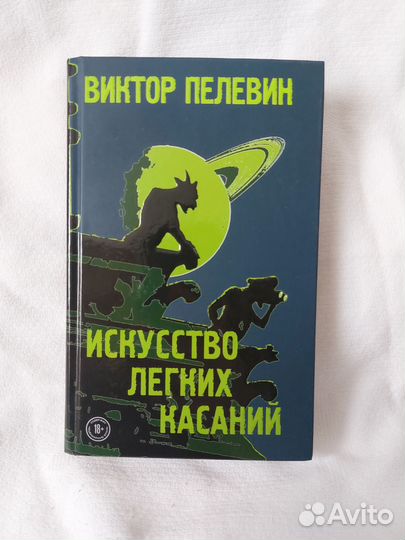 ВИКТОР ПЕЛЕВИН
ИСКУССТВО
ЛЕГКИХ
КАСАНИЙ
18+
Avito